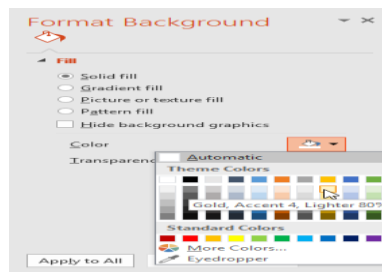 Format Background
Fill
Solid fill
Gradient fill
Picture or texture fill
Pattern fill
Hide background graphics
Color
Transparenc
Automatic
Theme Colors
Gold, Accent 4, Lighter 80%
Standard Colors
More Colors...
Eyedropper
Apply to All